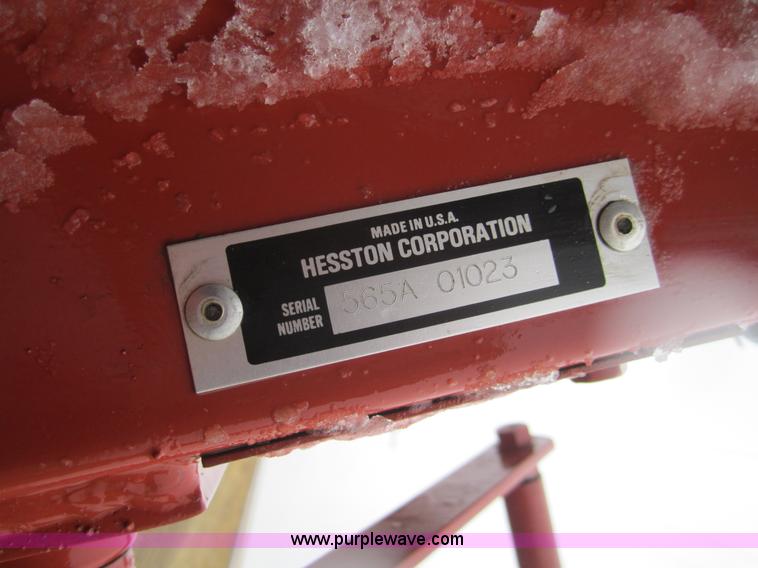 MADE IN U.S.A.
HESSTON CORPORATION
SERIAL
NUMBER
565A 01023
www.purplewave.com